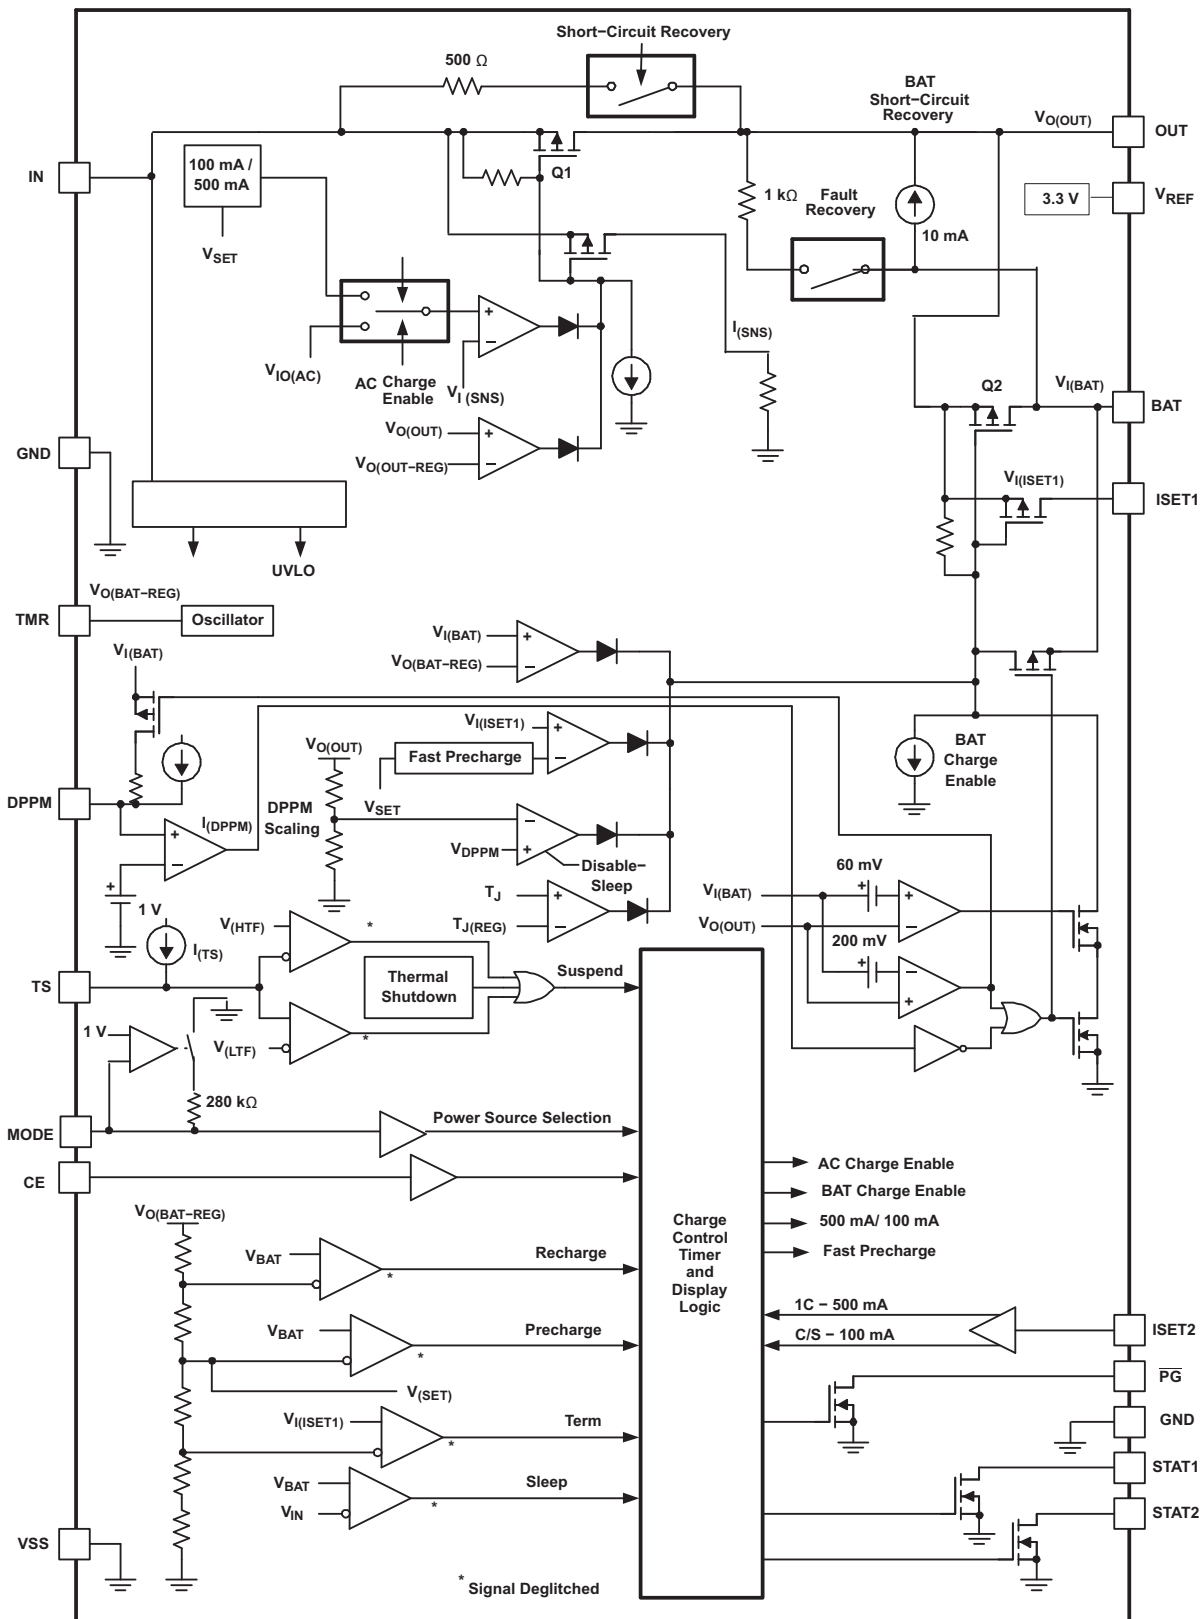 Short−Circuit Recovery
500 Ω
BAT
Short−Circuit
Recovery
VO(OUT)
OUT
IN
100 mA /
500 mA
Q1
1 kΩ
Fault
Recovery
3.3 V
VREF
VSET
10 mA
I(SNS)
VIO(AC)
AC Charge
Enable
VI (SNS)
+
−
Q2
VI(BAT)
BAT
GND
VO(OUT)
VO(OUT−REG)
+
−
VI(ISET1)
ISET1
UVLO
VO(BAT−REG)
TMR
Oscillator
VI(BAT)
VI(BAT)
VO(BAT−REG)
+
−
VI(ISET1)
Fast Precharge
+
−
VO(OUT)
VSET
BAT
Charge
Enable
DPPM
I(DPPM)
+
−
DPPM
Scaling
VDPPM
−
+
Disable−
Sleep
+
1 V
TJ
TJ(REG)
+
−
60 mV
VI(BAT)
+
+
−
VO(OUT)
200 mV
+
−
+
V(HTF)
*
I(TS)
TS
Thermal
Shutdown
Suspend
1 V
V(LTF)
*
280 kΩ
MODE
Power Source Selection
CE
AC Charge Enable
BAT Charge Enable
500 mA/ 100 mA
Fast Precharge
VO(BAT−REG)
VBAT
*
Recharge
Charge
Control
Timer
and
Display
Logic
1C − 500 mA
C/S − 100 mA
ISET2
VBAT
*
Precharge
V(SET)
PG
VI(ISET1)
*
Term
GND
VBAT
VIN
*
Sleep
STAT1
STAT2
VSS
* Signal Deglitched